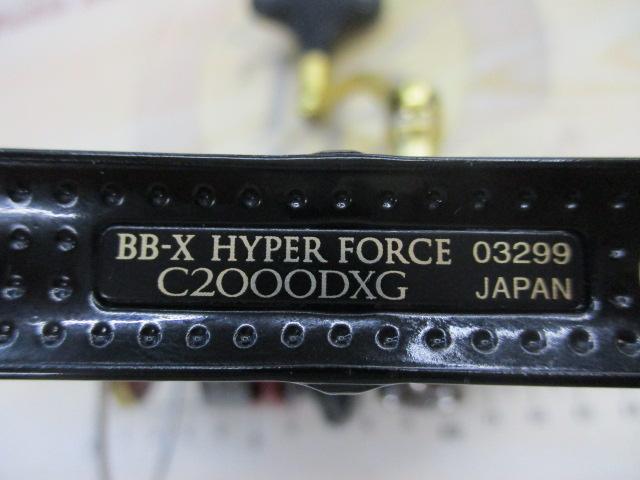 BB-X HYPER FORCE 03299
C2000DXG JAPAN